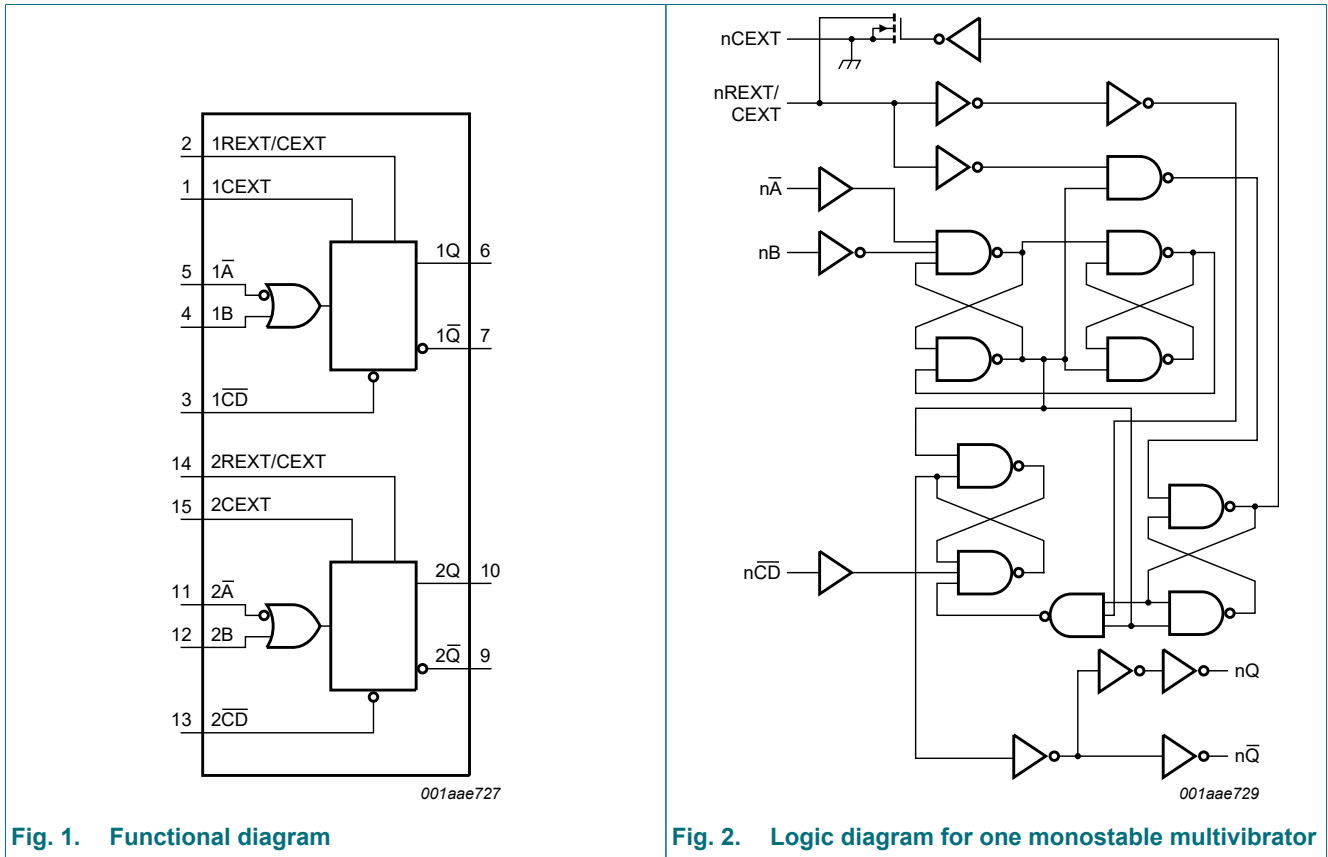 2 1REXT/CEXT
1 1CEXT
5 1A̅
4 1B
3 1C̅D̅
1Q 6
1Q̅ 7
14 2REXT/CEXT
15 2CEXT
11 2A̅
12 2B
13 2C̅D̅
2Q 10
2Q̅ 9
001aae727
Fig. 1. Functional diagram
nCEXT
nREXT/
CEXT
nA̅
nB
nC̅D̅
nQ
nQ̅
001aae729
Fig. 2. Logic diagram for one monostable multivibrator